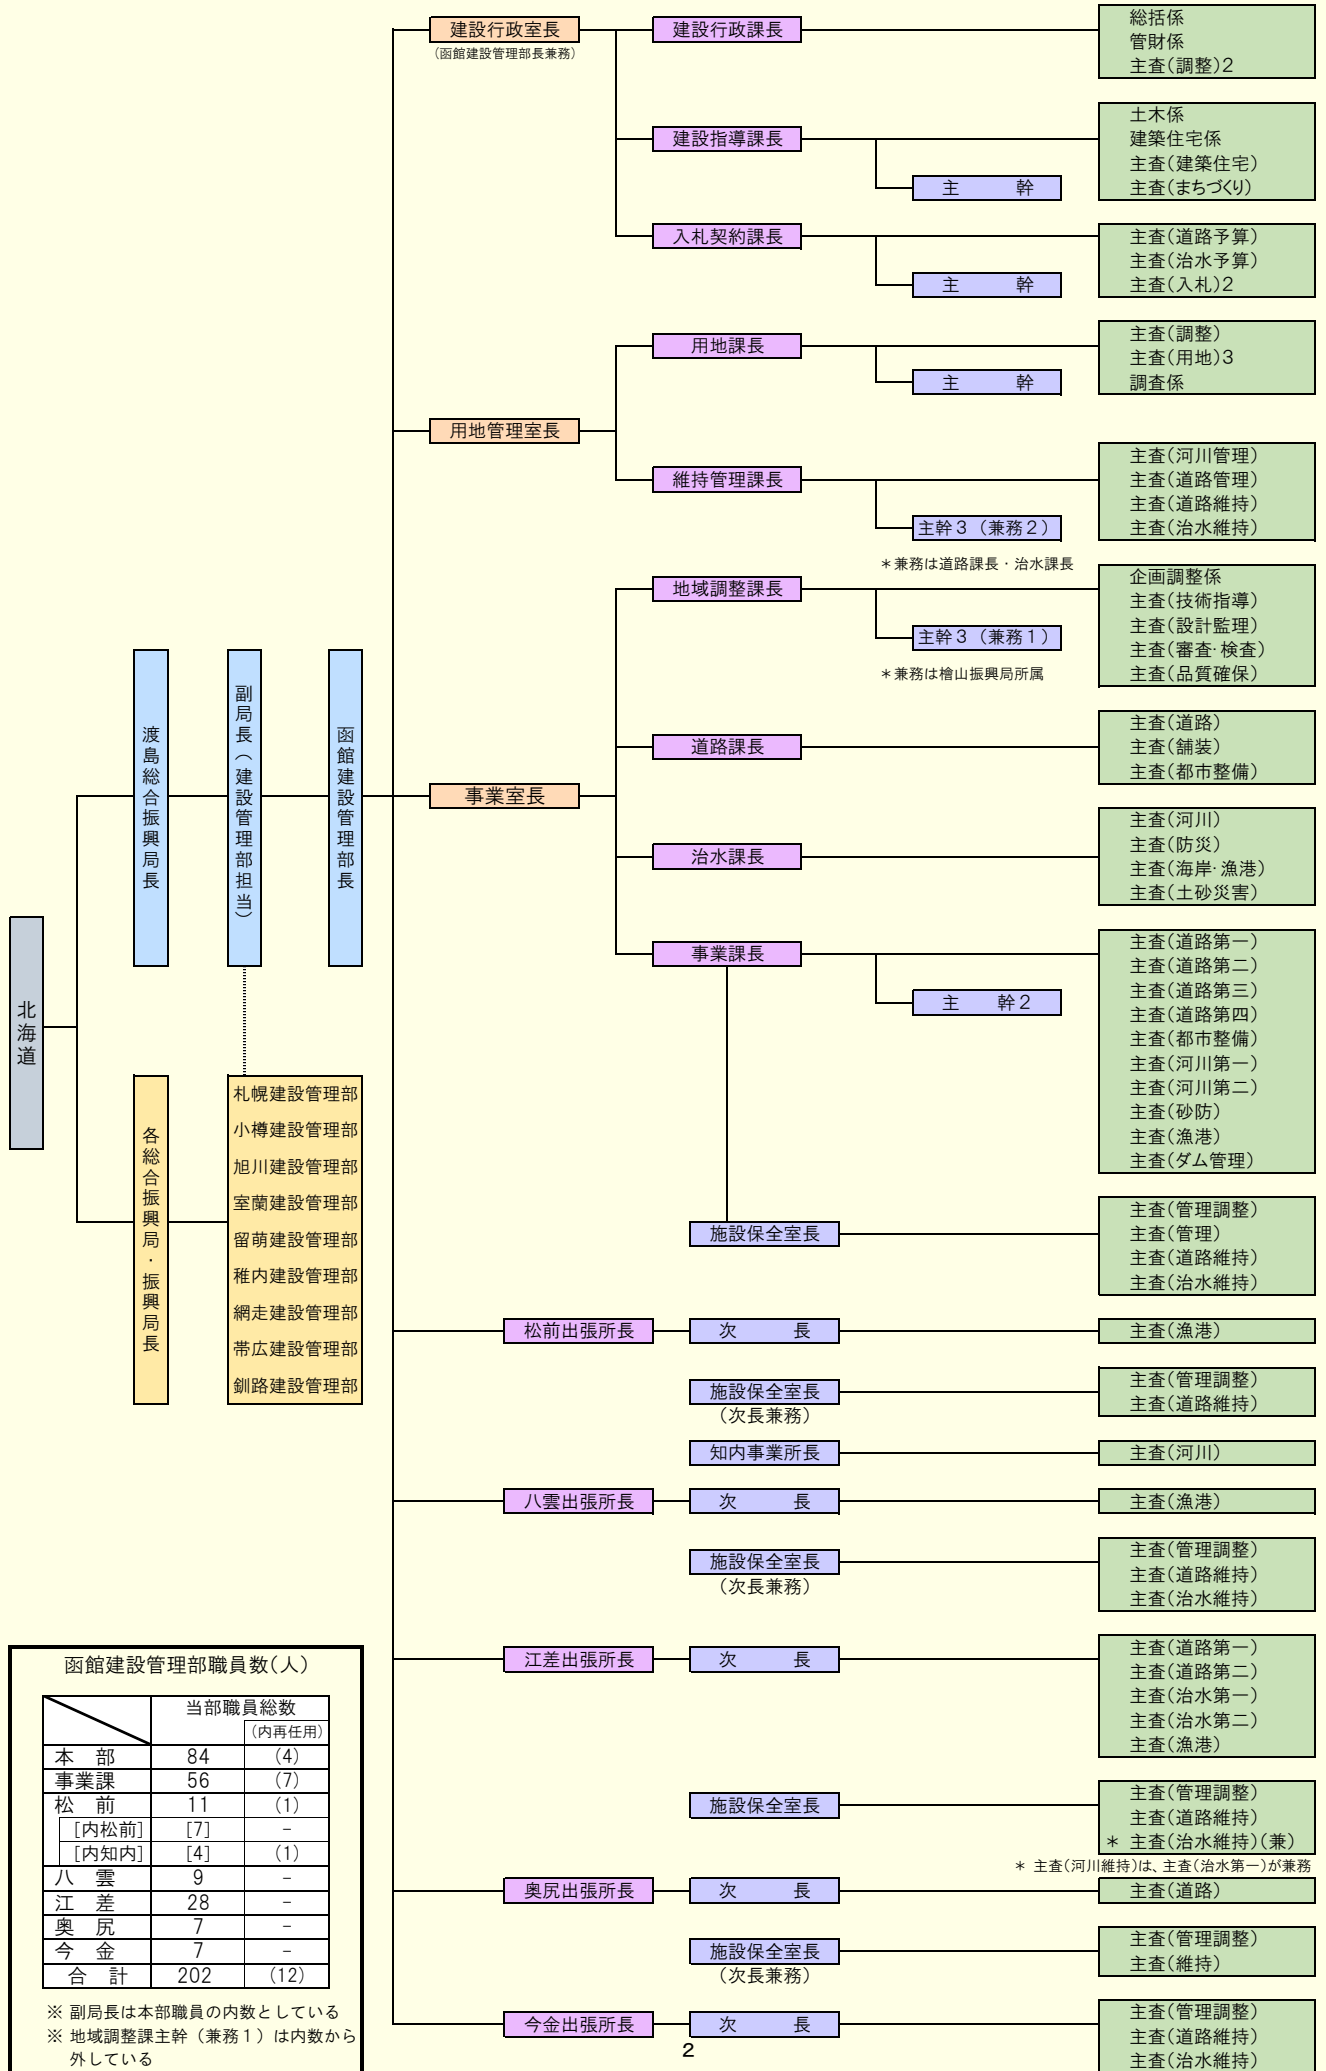 建設行政室長
(函館建設管理部長兼務)
建設行政課長
総括係
管財係
主査(調整)2
建設指導課長
主　　幹
土木係
建築住宅係
主査(建築住宅)
主査(まちづくり)
入札契約課長
主　　幹
主査(道路予算)
主査(治水予算)
主査(入札)2
用地管理室長
用地課長
主　　幹
主査(調整)
主査(用地)3
調査係
維持管理課長
主幹3（兼務2）
＊兼務は道路課長・治水課長
主査(河川管理)
主査(道路管理)
主査(道路維持)
主査(治水維持)
北海道
渡島総合振興局長
副局長（建設管理部担当）
函館建設管理部長
事業室長
地域調整課長
主幹3（兼務1）
＊兼務は檜山振興局所属
企画調整係
主査(技術指導)
主査(設計監理)
主査(審査・検査)
主査(品質確保)
道路課長
主査(道路)
主査(舗装)
主査(都市整備)
治水課長
主査(河川)
主査(防災)
主査(海岸・漁港)
主査(土砂災害)
事業課長
主　　幹2
主査(道路第一)
主査(道路第二)
主査(道路第三)
主査(道路第四)
主査(都市整備)
主査(河川第一)
主査(河川第二)
主査(砂防)
主査(漁港)
主査(ダム管理)
各総合振興局・振興局長
札幌建設管理部
小樽建設管理部
旭川建設管理部
室蘭建設管理部
留萌建設管理部
稚内建設管理部
網走建設管理部
帯広建設管理部
釧路建設管理部
施設保全室長
主査(管理調整)
主査(管理)
主査(道路維持)
主査(治水維持)
松前出張所長
次　　長
主査(漁港)
施設保全室長
(次長兼務)
主査(管理調整)
主査(道路維持)
知内事業所長
主査(河川)
八雲出張所長
次　　長
主査(漁港)
施設保全室長
(次長兼務)
主査(管理調整)
主査(道路維持)
主査(治水維持)
江差出張所長
次　　長
主査(道路第一)
主査(道路第二)
主査(治水第一)
主査(治水第二)
主査(漁港)
施設保全室長
主査(管理調整)
主査(道路維持)
＊ 主査(治水維持)(兼)
＊ 主査(河川維持)は、主査(治水第一)が兼務
奥尻出張所長
次　　長
主査(道路)
施設保全室長
(次長兼務)
主査(管理調整)
主査(維持)
今金出張所長
次　　長
主査(管理調整)
主査(道路維持)
主査(治水維持)
函館建設管理部職員数(人)
当部職員総数
(内再任用)
本　部 84 (4)
事業課 56 (7)
松　前 11 (1)
[内松前] [7] -
[内知内] [4] (1)
八　雲 9 -
江　差 28 -
奥　尻 7 -
今　金 7 -
合　計 202 (12)
※ 副局長は本部職員の内数としている
※ 地域調整課主幹（兼務1）は内数から
外している
2